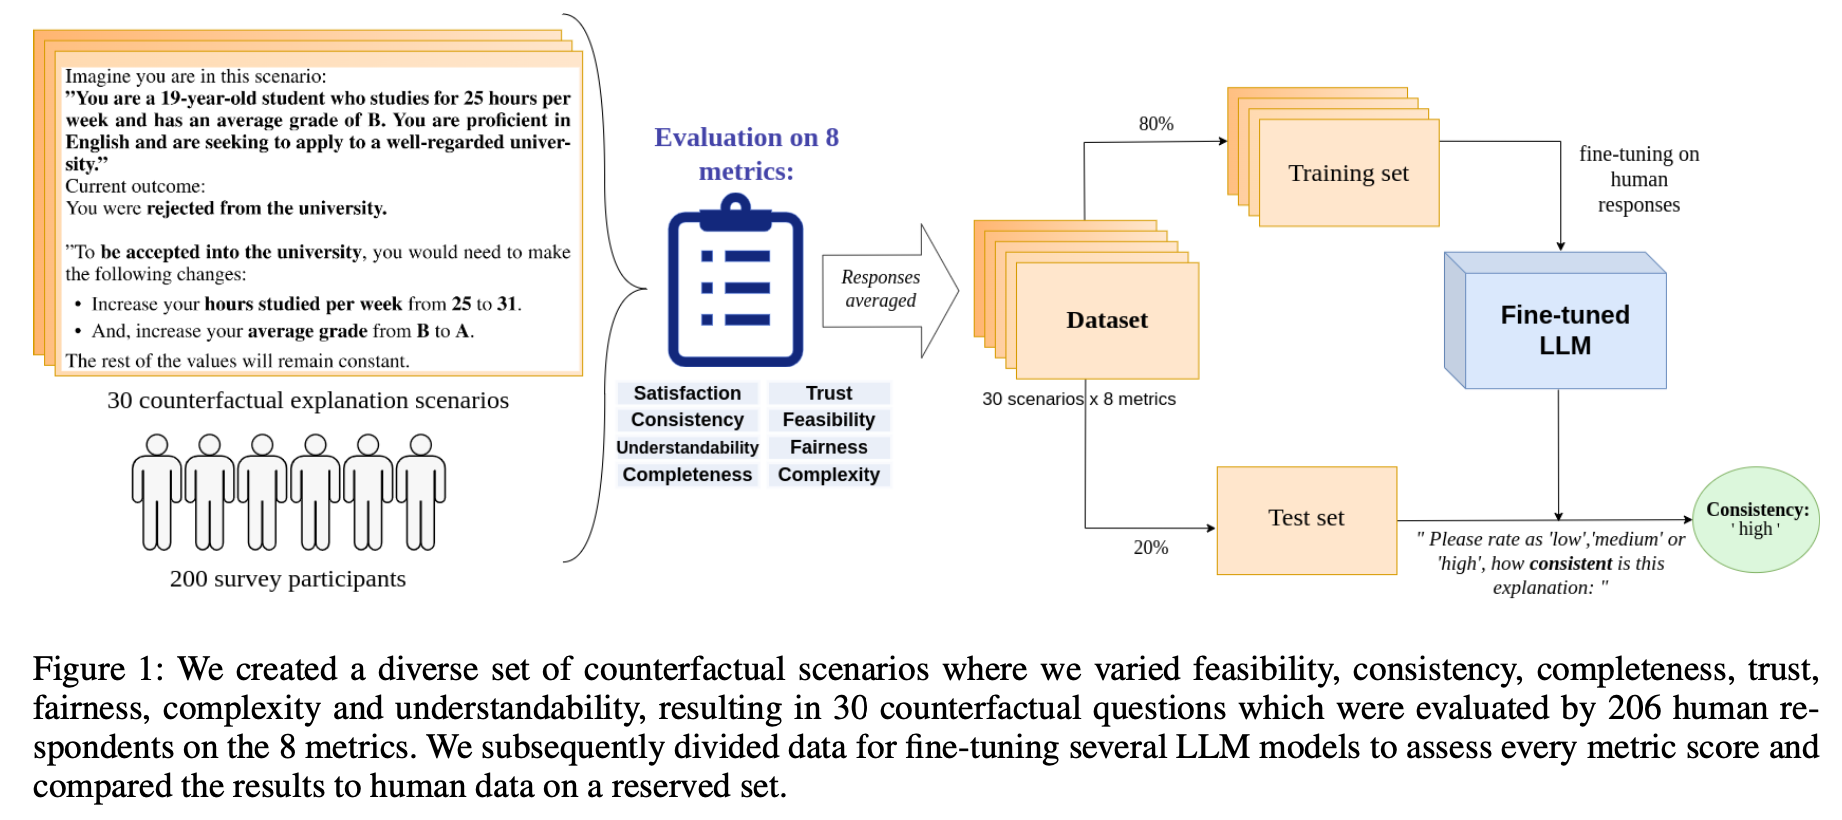 Imagine you are in this scenario:
”You are a 19-year-old student who studies for 25 hours per
week and has an average grade of B. You are proficient in
English and are seeking to apply to a well-regarded univer-
sity.”
Current outcome:
You were rejected from the university.
”To be accepted into the university, you would need to make
the following changes:
• Increase your hours studied per week from 25 to 31.
• And, increase your average grade from B to A.
The rest of the values will remain constant.
30 counterfactual explanation scenarios
200 survey participants
Evaluation on 8
metrics:
Satisfaction
Trust
Consistency
Feasibility
Understandability
Fairness
Completeness
Complexity
Responses
averaged
Dataset
30 scenarios x 8 metrics
80%
Training set
fine-tuning on
human
responses
Fine-tuned
LLM
20%
Test set
" Please rate as 'low','medium' or
'high', how consistent is this
explanation: "
Consistency:
' high '
Figure 1: We created a diverse set of counterfactual scenarios where we varied feasibility, consistency, completeness, trust,
fairness, complexity and understandability, resulting in 30 counterfactual questions which were evaluated by 206 human re-
spondents on the 8 metrics. We subsequently divided data for fine-tuning several LLM models to assess every metric score and
compared the results to human data on a reserved set.